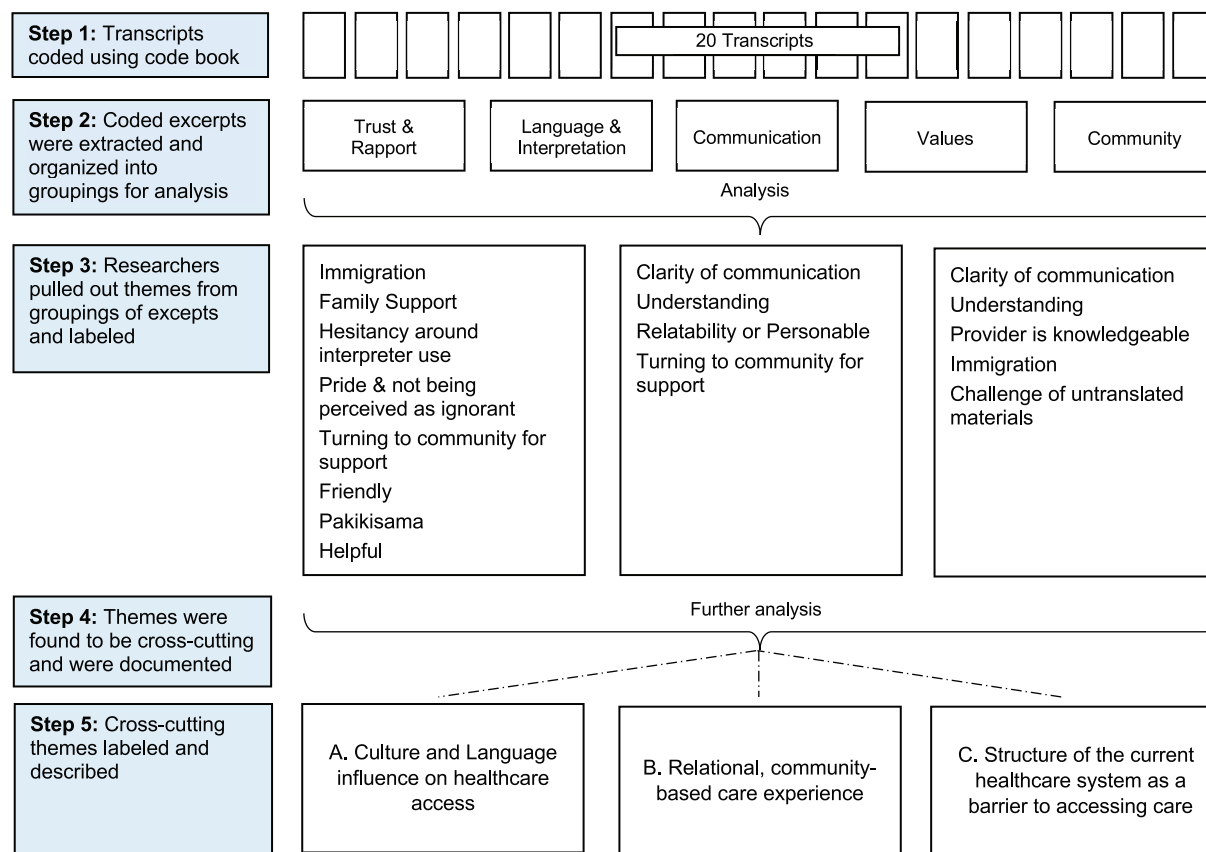 Step 1: Transcripts
coded using code book
20 Transcripts
Step 2: Coded excerpts
were extracted and
organized into
groupings for analysis
Trust &
Rapport
Language &
Interpretation
Communication
Values
Community
Analysis
Step 3: Researchers
pulled out themes from
groupings of excepts
and labeled
Immigration
Family Support
Hesitancy around
interpreter use
Pride & not being
perceived as ignorant
Turning to community for
support
Friendly
Pakikisama
Helpful
Clarity of communication
Understanding
Relatability or Personable
Turning to community for
support
Clarity of communication
Understanding
Provider is knowledgeable
Immigration
Challenge of untranslated
materials
Step 4: Themes were
found to be cross-cutting
and were documented
Further analysis
Step 5: Cross-cutting
themes labeled and
described
A. Culture and Language
influence on healthcare
access
B. Relational, community-
based care experience
C. Structure of the current
healthcare system as a
barrier to accessing care